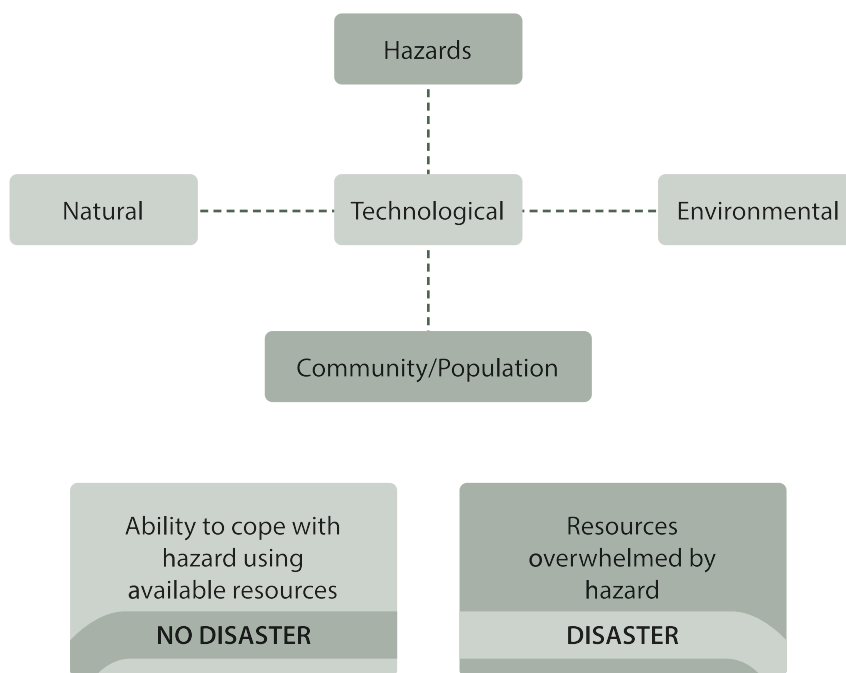 Hazards
Natural
Technological
Environmental
Community/Population
Ability to cope with
hazard using
available resources
NO DISASTER
Resources
overwhelmed by
hazard
DISASTER